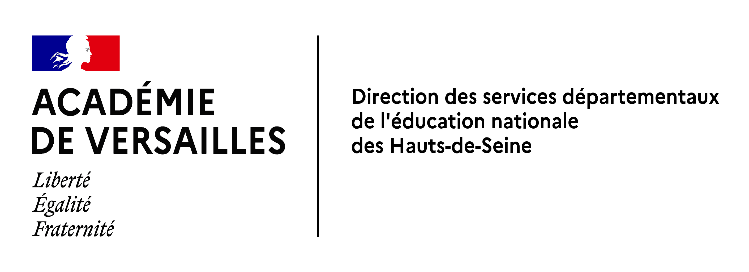 ACADÉMIE
DE VERSAILLES
Liberté
Égalité
Fraternité
Direction des services départementaux
de l'éducation nationale
des Hauts-de-Seine